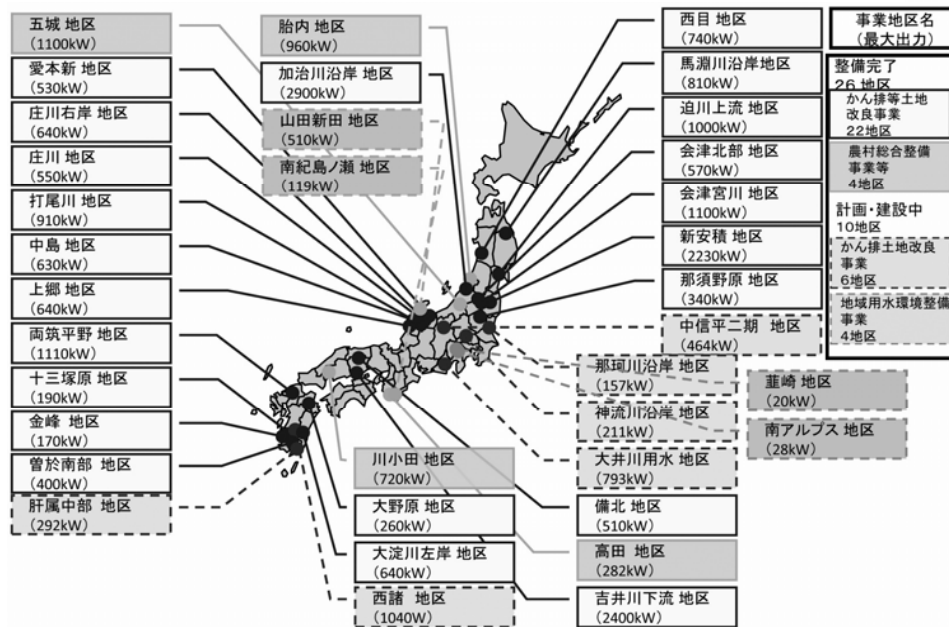 五城 地区
(1100kW)
愛本新 地区
(530kW)
庄川右岸 地区
(640kW)
庄川 地区
(550kW)
打尾川 地区
(910kW)
中島 地区
(630kW)
上郷 地区
(640kW)
両筑平野 地区
(1110kW)
十三塚原 地区
(190kW)
金峰 地区
(170kW)
曽於南部 地区
(400kW)
肝属中部 地区
(292kW)
胎内 地区
(960kW)
加治川沿岸 地区
(2900kW)
山田新田 地区
(510kW)
南紀島ノ瀬 地区
(119kW)
川小田 地区
(720kW)
大野原 地区
(260kW)
大淀川左岸 地区
(640kW)
西諸 地区
(1040W)
西目 地区
(740kW)
馬淵川沿岸地区
(810kW)
迫川上流 地区
(1000kW)
会津北部 地区
(570kW)
会津宮川 地区
(1100kW)
新安積 地区
(2230kW)
那須野原 地区
(340kW)
中信平二期 地区
(464kW)
那珂川沿岸 地区
(157kW)
神流川沿岸 地区
(211kW)
大井川用水 地区
(793kW)
備北 地区
(510kW)
高田 地区
(282kW)
吉井川下流 地区
(2400kW)
韮崎 地区
(20kW)
南アルプス 地区
(28kW)
事業地区名
(最大出力)
整備完了
26 地区
かん排等土地
改良事業
22地区
農村総合整備
事業等
4地区
計画・建設中
10地区
かん排土地改良
事業
6地区
地域用水環境整備
事業
4地区